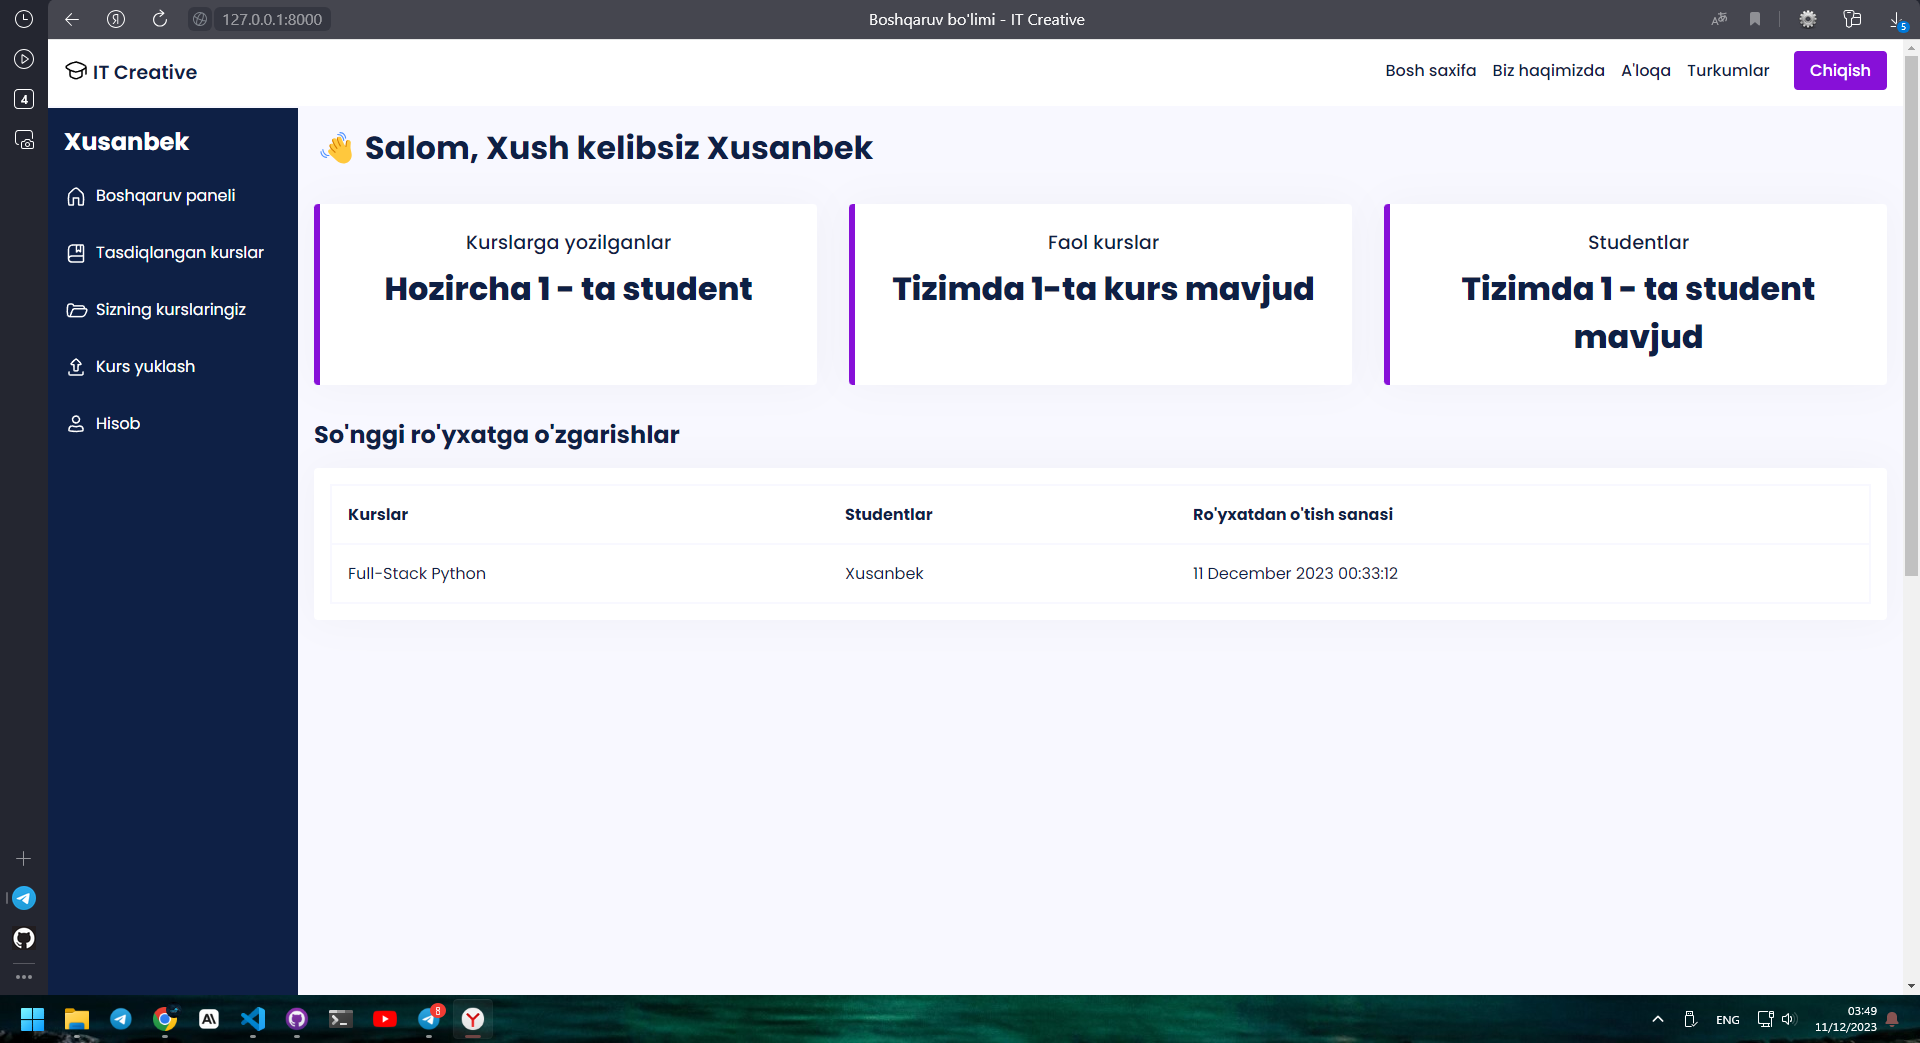 127.0.0.1:8000
Boshqaruv bo'limi - IT Creative
5
4
IT Creative
Bosh saxifa Biz haqimizda A'loqa Turkumlar Chiqish
Xusanbek
Boshqaruv paneli
Tasdiqlangan kurslar
Sizning kurslaringiz
Kurs yuklash
Hisob
Salom, Xush kelibsiz Xusanbek
Kurslarga yozilganlar
Hozircha 1 - ta student
Faol kurslar
Tizimda 1-ta kurs mavjud
Studentlar
Tizimda 1 - ta student
mavjud
So'nggi ro'yxatga o'zgarishlar
Kurslar Studentlar Ro'yxatdan o'tish sanasi
Full-Stack Python Xusanbek 11 December 2023 00:33:12
8
ENG
03:49
11/12/2023